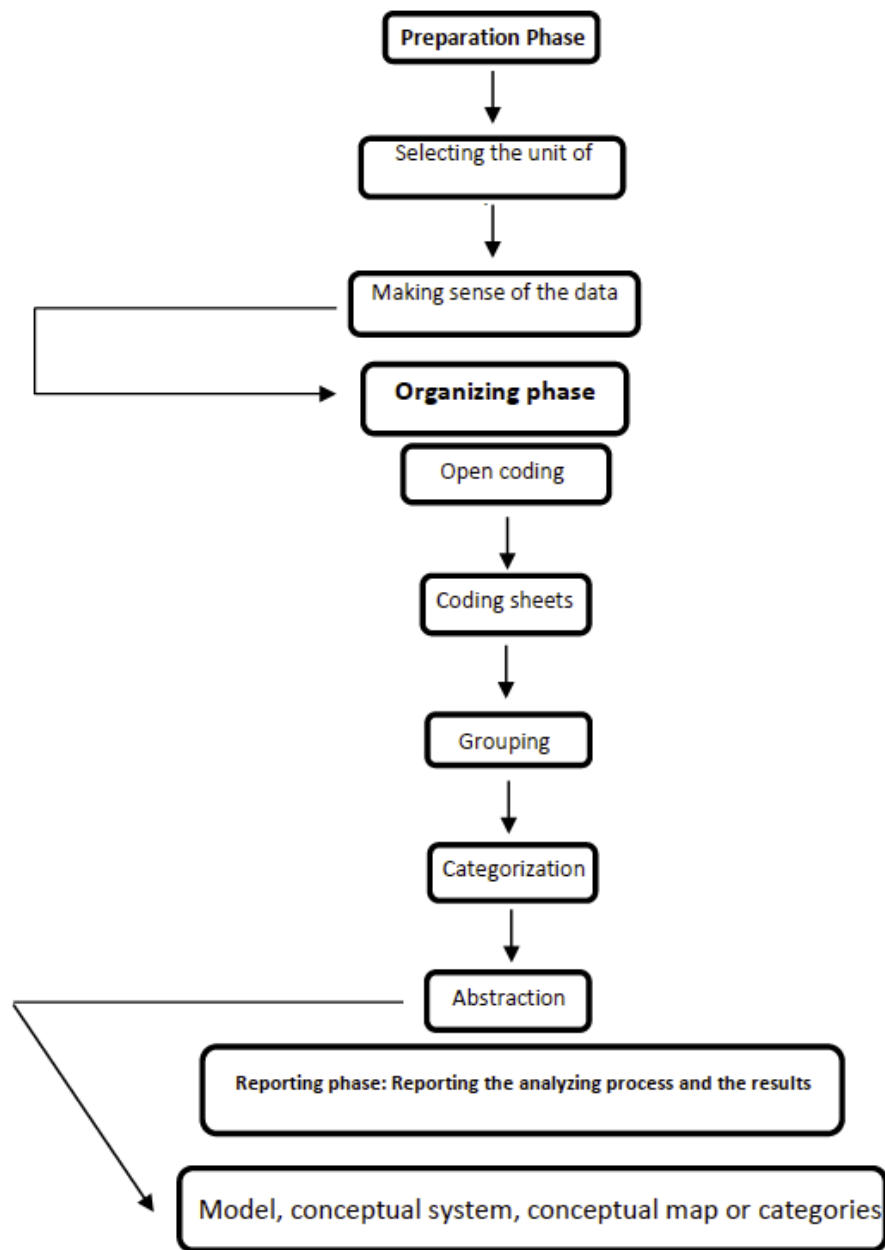 Preparation Phase
Selecting the unit of
Making sense of the data
Organizing phase
Open coding
Coding sheets
Grouping
Categorization
Abstraction
Reporting phase: Reporting the analyzing process and the results
Model, conceptual system, conceptual map or categories